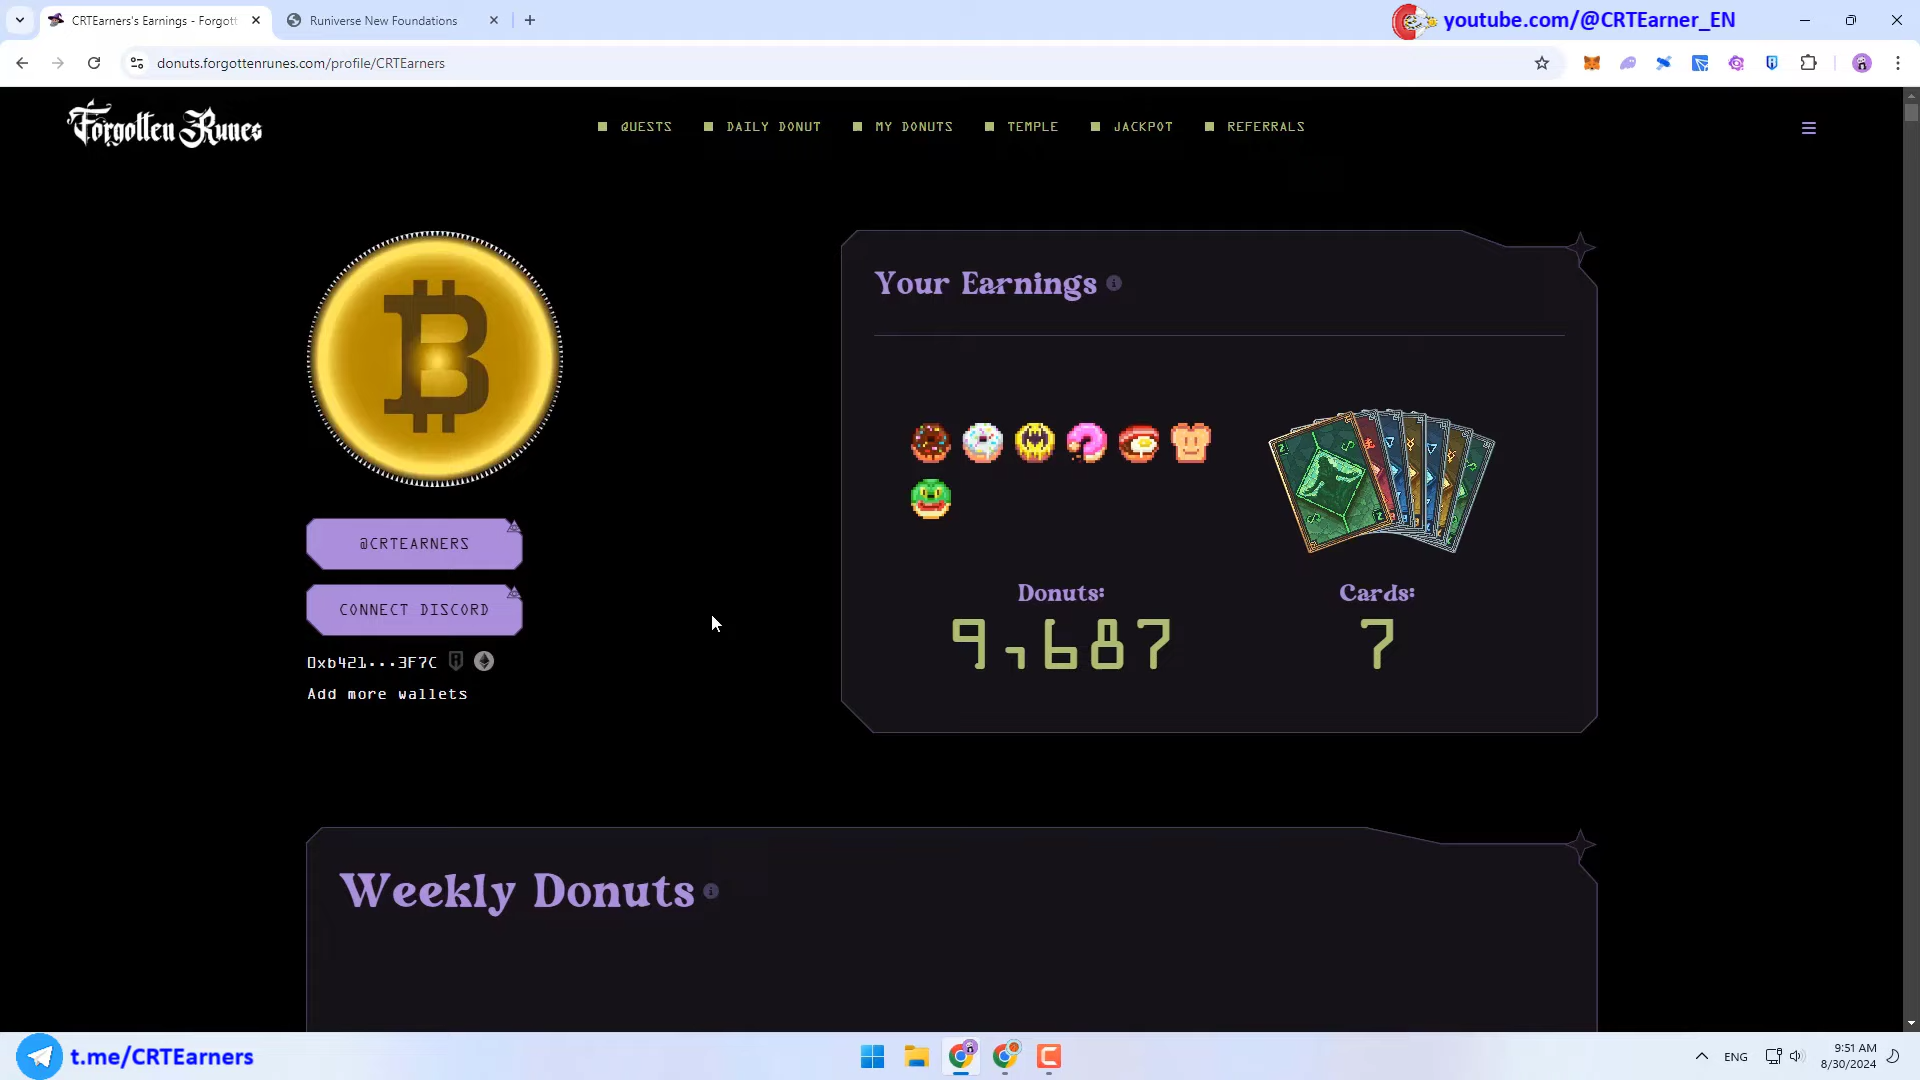 CRTEarners's Earnings - Forgott
Runiverse New Foundations
youtube.com/@CRTEarner_EN
donuts.forgottenrunes.com/profile/CRTEarners
Forgotten Runes
QUESTS
DAILY DONUT
MY DONUTS
TEMPLE
JACKPOT
REFERRALS
Your Earnings
@CRTEARNERS
CONNECT DISCORD
0xb421...3F7C
Add more wallets
Donuts:
9,687
Cards:
7
Weekly Donuts
t.me/CRTEarners
ENG
9:51 AM
8/30/2024